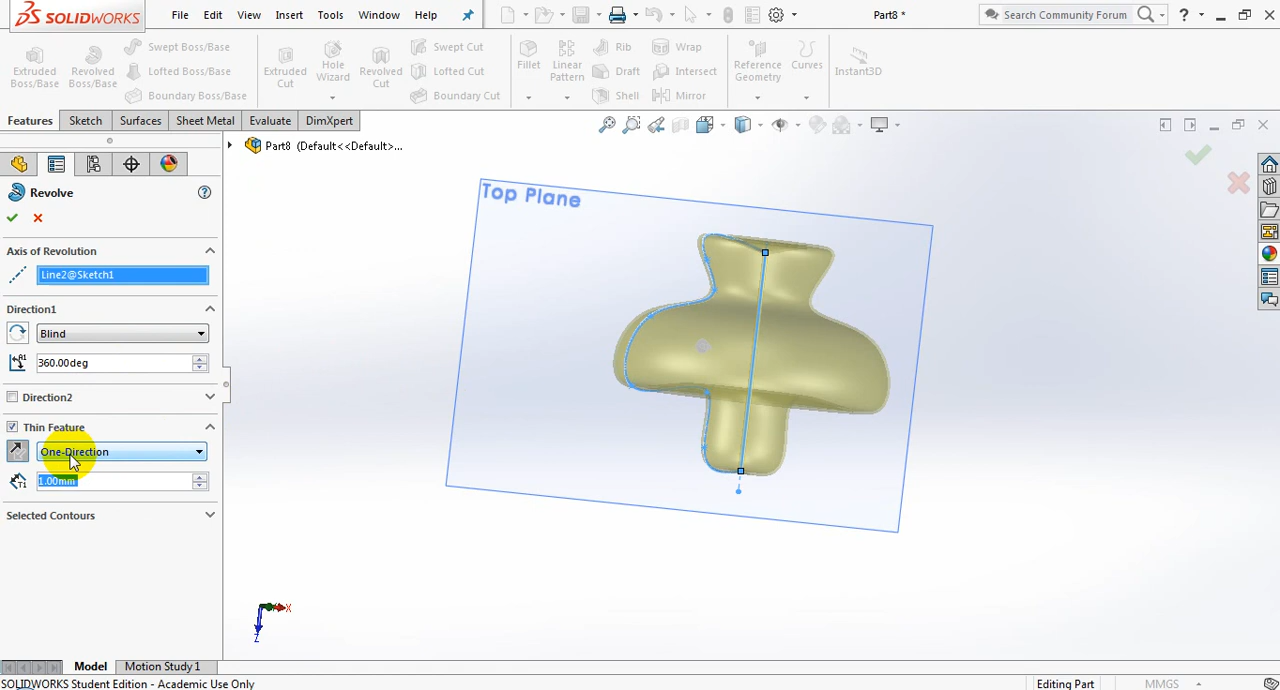 SOLIDWORKS File Edit View Insert Tools Window Help Part8 * Search Community Forum ?
Extruded Boss/Base
Revolved Boss/Base
Swept Boss/Base
Lofted Boss/Base
Boundary Boss/Base
Extruded Cut
Hole Wizard
Revolved Cut
Swept Cut
Lofted Cut
Boundary Cut
Fillet
Linear Pattern
Rib
Draft
Shell
Wrap
Intersect
Mirror
Reference Geometry
Curves
Instant3D
Features Sketch Surfaces Sheet Metal Evaluate DimXpert
Part8 (Default<<Default>...
Revolve
Axis of Revolution
Line2@Sketch1
Direction1
Blind
360.00deg
Direction2
Thin Feature
One-Direction
1.00mm
Selected Contours
Top Plane
X
Z
Model Motion Study 1
SOLIDWORKS Student Edition - Academic Use Only Editing Part MMGS